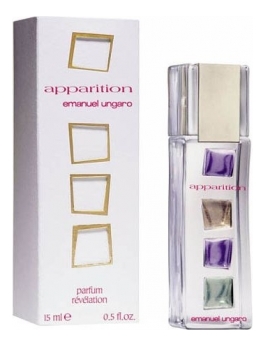 apparition
emanuel ungaro
parfum
révélation
15 ml e 0.5 fl.oz.
apparition
emanuel ungaro